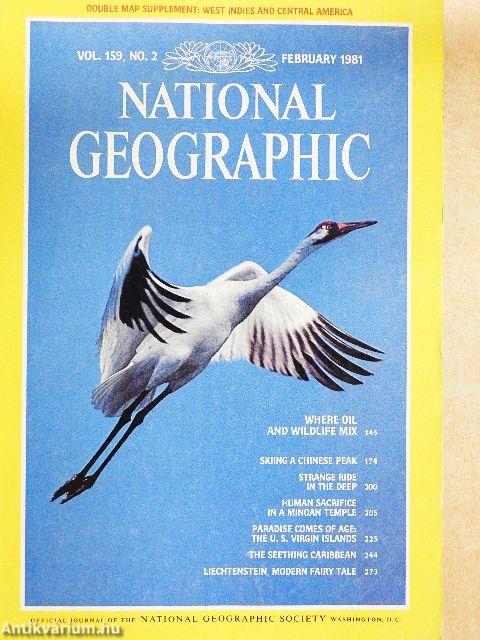 DOUBLE MAP SUPPLEMENT: WEST INDIES AND CENTRAL AMERICA
VOL. 159, NO. 2 FEBRUARY 1981
NATIONAL
GEOGRAPHIC
WHERE OIL
AND WILDLIFE MIX 145
SKIING A CHINESE PEAK 174
STRANGE RIDE
IN THE DEEP 200
HUMAN SACRIFICE
IN A MINOAN TEMPLE 205
PARADISE COMES OF AGE:
THE U. S. VIRGIN ISLANDS 225
THE SEETHING CARIBBEAN 244
LIECHTENSTEIN, MODERN FAIRY TALE 273
OFFICIAL JOURNAL OF THE NATIONAL GEOGRAPHIC SOCIETY WASHINGTON, D.C.
Antikvarium.hu